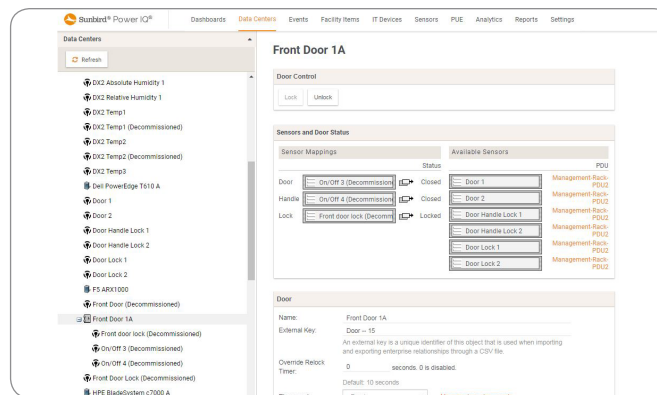 Sunbird® Power IQ®
Dashboards Data Centers Events Facility Items IT Devices Sensors PUE Analytics Reports Settings
Data Centers
Refresh
DX2 Absolute Humidity 1
DX2 Relative Humidity 1
DX2 Temp1
DX2 Temp1 (Decommissioned)
DX2 Temp2
DX2 Temp2 (Decommissioned)
DX2 Temp3
Dell PowerEdge T610 A
Door 1
Door 2
Door Handle Lock 1
Door Handle Lock 2
Door Lock 1
Door Lock 2
F5 ARX1000
Front Door (Decommissioned)
Front Door 1A
Front door lock (Decommissioned)
On/Off 3 (Decommissioned)
On/Off 4 (Decommissioned)
Front Door Lock (Decommissioned)
HPE BladeSystem c7000 A
Front Door 1A
Door Control
Lock Unlock
Sensors and Door Status
Sensor Mappings
Status
Door On/Off 3 (Decommission Closed
Handle On/Off 4 (Decommission Closed
Lock Front door lock (Decomm Locked
Available Sensors
PDU
Door 1 Management-Rack-
PDU2
Door 2 Management-Rack-
PDU2
Door Handle Lock 1 Management-Rack-
PDU2
Door Handle Lock 2 Management-Rack-
PDU2
Door Lock 1 Management-Rack-
PDU2
Door Lock 2 Management-Rack-
PDU2
Door
Name: Front Door 1A
External Key: Door -- 15
An external key is a unique identifier of this object that is used when importing
and exporting enterprise relationships through a CSV file.
Override Relock
Timer:
0 seconds. 0 is disabled.
Default: 10 seconds